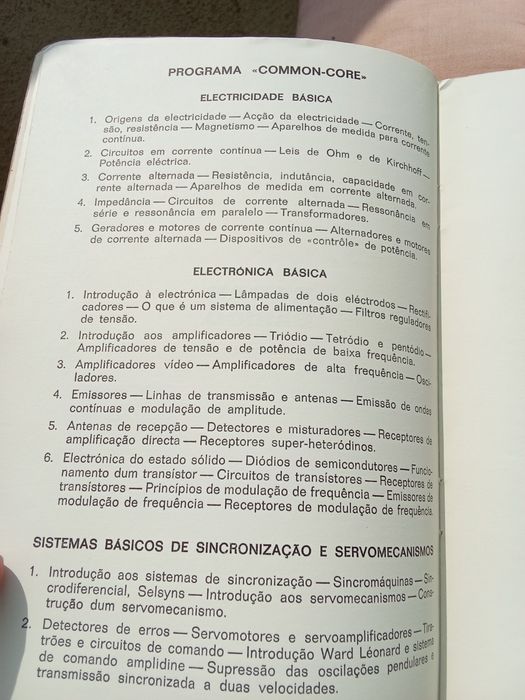 PROGRAMA «COMMON-CORE»
ELECTRICIDADE BÁSICA
1. Origens da electricidade — Acção da electricidade — Corrente, ten-
são, resistência — Magnetismo — Aparelhos de medida para corrente
contínua.
2. Circuitos em corrente contínua — Leis de Ohm e de Kirchhoff —
Potência eléctrica.
3. Corrente alternada — Resistência, indutância, capacidade em cor-
rente alternada — Aparelhos de medida em corrente alternada.
4. Impedância — Circuitos de corrente alternada — Ressonância em
série e ressonância em paralelo — Transformadores.
5. Geradores e motores de corrente contínua — Alternadores e motores
de corrente alternada — Dispositivos de «contrôle» de potência.
ELECTRÓNICA BÁSICA
1. Introdução à electrónica — Lâmpadas de dois eléctrodos — Rectifi-
cadores — O que é um sistema de alimentação — Filtros reguladores
de tensão.
2. Introdução aos amplificadores — Triódio — Tetródio e pentódio —
Amplificadores de tensão e de potência de baixa frequência.
3. Amplificadores vídeo — Amplificadores de alta frequência — Osci-
ladores.
4. Emissores — Linhas de transmissão e antenas — Emissão de ondas
contínuas e modulação de amplitude.
5. Antenas de recepção — Detectores e misturadores — Receptores de
amplificação directa — Receptores super-heteródinos.
6. Electrónica do estado sólido — Diódios de semicondutores — Funcio-
namento dum transistor — Circuitos de transistores — Receptores de
transistores — Princípios de modulação de frequência — Emissores de
modulação de frequência — Receptores de modulação de frequência.
SISTEMAS BÁSICOS DE SINCRONIZAÇÃO E SERVOMECANISMOS
1. Introdução aos sistemas de sincronização — Sincromáquinas — Sin-
crodiferencial, Selsyns — Introdução aos servomecanismos — Cons-
trução dum servomecanismo.
2. Detectores de erros — Servomotores e servoamplificadores — Tira-
trões e circuitos de comando — Introdução Ward Léonard e sistema
de comando amplidine — Supressão das oscilações pendulares e
transmissão sincronizada a duas velocidades.